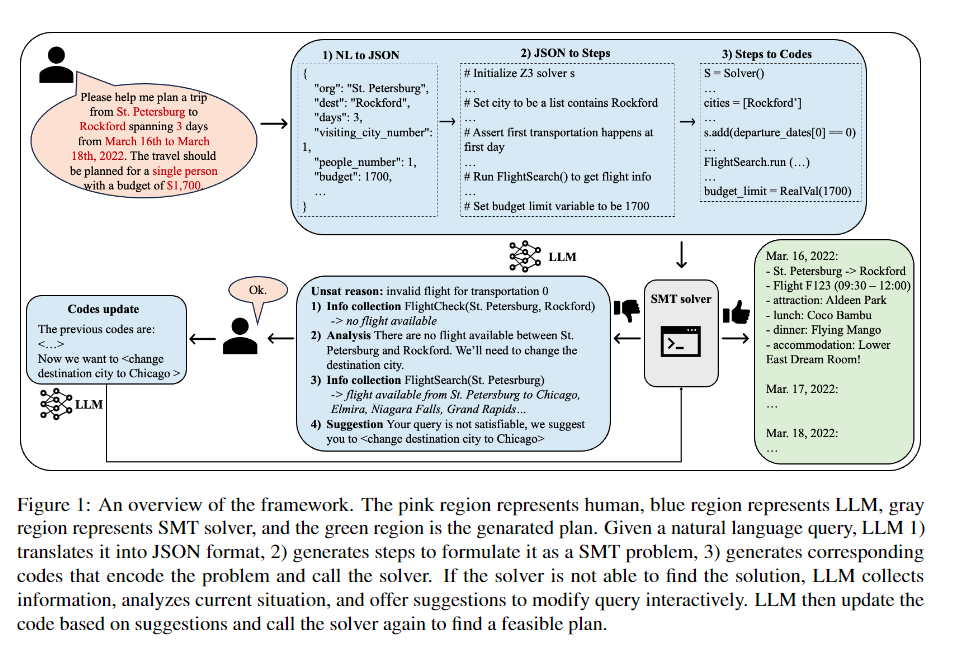 Please help me plan a trip
from St. Petersburg to
Rockford spanning 3 days
from March 16th to March
18th, 2022. The travel should
be planned for a single person
with a budget of $1,700.
1) NL to JSON
{
"org": "St. Petersburg",
"dest": "Rockford",
"days": 3,
"visiting_city_number":
1,
"people_number": 1,
"budget": 1700,
…
}
2) JSON to Steps
# Initialize Z3 solver s
…
# Set city to be a list contains Rockford
…
# Assert first transportation happens at
first day
…
# Run FlightSearch() to get flight info
…
# Set budget limit variable to be 1700
3) Steps to Codes
S = Solver()
…
cities = [Rockford’]
…
s.add(departure_dates[0] == 0)
…
FlightSearch.run (…)
…
budget_limit = RealVal(1700)
LLM
SMT solver
>_
Mar. 16, 2022:
- St. Petersburg -> Rockford
- Flight F123 (09:30 – 12:00)
- attraction: Aldeen Park
- lunch: Coco Bambu
- dinner: Flying Mango
- accommodation: Lower
East Dream Room!
Mar. 17, 2022:
…
Mar. 18, 2022:
…
Unsat reason: invalid flight for transportation 0
1) Info collection FlightCheck(St. Petersburg, Rockford)
-> no flight available
2) Analysis There are no flight available between St.
Petersburg and Rockford. We’ll need to change the
destination city.
3) Info collection FlightSearch(St. Petesrburg)
-> flight available from St. Petersburg to Chicago,
Elmira, Niagara Falls, Grand Rapids…
4) Suggestion Your query is not satisfiable, we suggest
you to <change destination city to Chicago>
Ok.
Codes update
The previous codes are:
<…>
Now we want to <change
destination city to Chicago >
LLM
Figure 1: An overview of the framework. The pink region represents human, blue region represents LLM, gray
region represents SMT solver, and the green region is the genarated plan. Given a natural language query, LLM 1)
translates it into JSON format, 2) generates steps to formulate it as a SMT problem, 3) generates corresponding
codes that encode the problem and call the solver. If the solver is not able to find the solution, LLM collects
information, analyzes current situation, and offer suggestions to modify query interactively. LLM then update the
code based on suggestions and call the solver again to find a feasible plan.